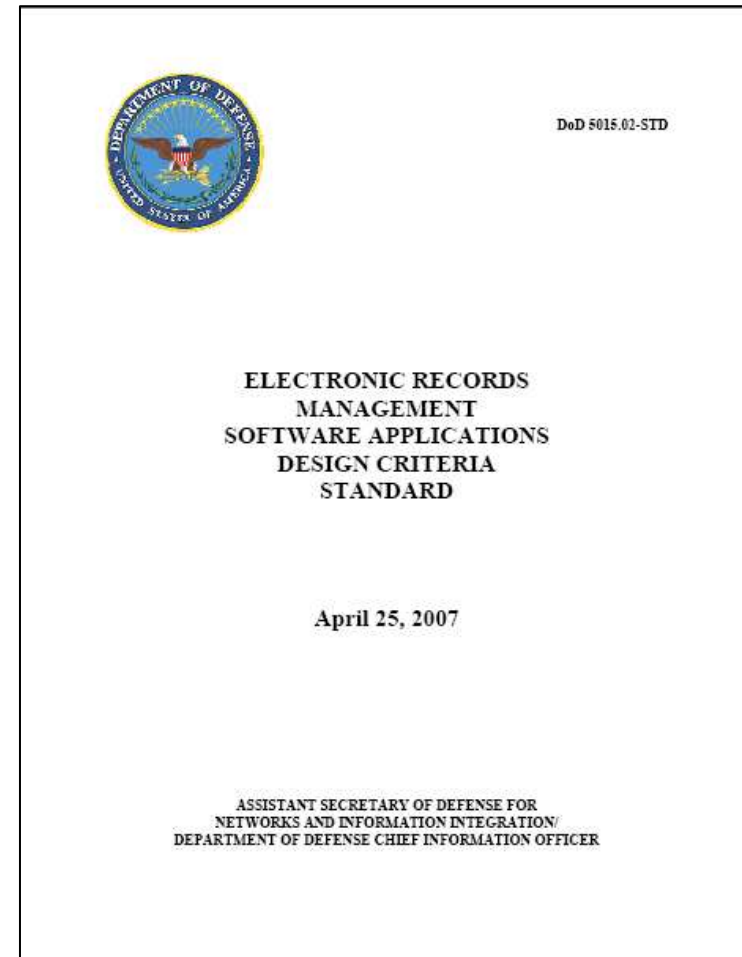 DEPARTMENT OF DEFENSE
UNITED STATES OF AMERICA
DoD 5015.02-STD
ELECTRONIC RECORDS
MANAGEMENT
SOFTWARE APPLICATIONS
DESIGN CRITERIA
STANDARD
April 25, 2007
ASSISTANT SECRETARY OF DEFENSE FOR
NETWORKS AND INFORMATION INTEGRATION/
DEPARTMENT OF DEFENSE CHIEF INFORMATION OFFICER